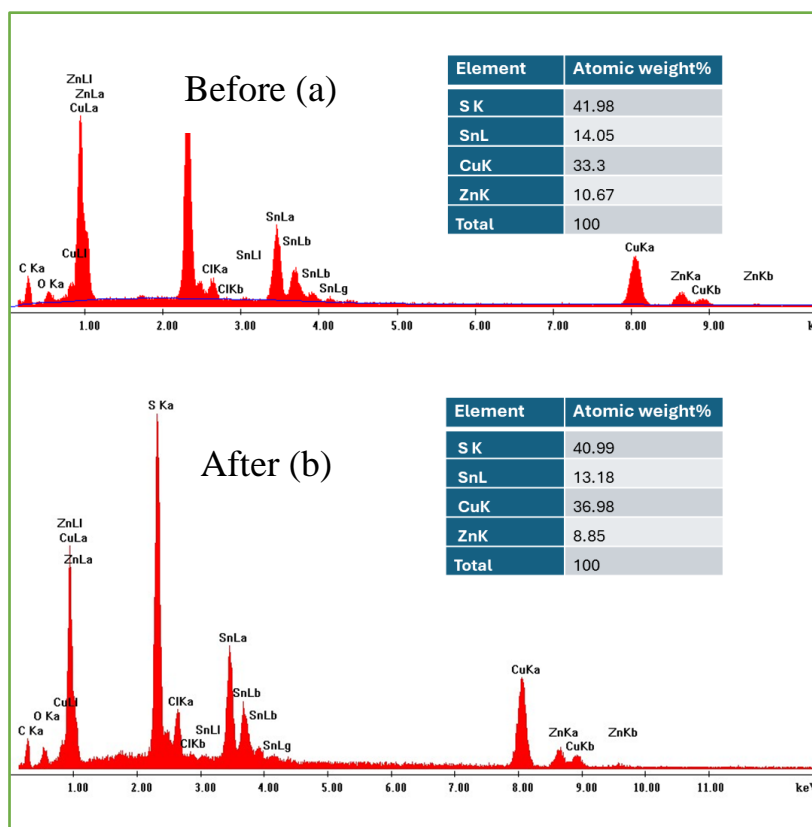 Before (a)
ZnLl
ZnLa
CuLa
CuLl
C Ka
O Ka
ClKa
ClKb
SnLl
SnLa
SnLb
SnLb
SnLg
CuKa
ZnKa
CuKb
ZnKb
1.00 2.00 3.00 4.00 5.00 6.00 7.00 8.00 9.00 k
Element Atomic weight%
S K 41.98
SnL 14.05
CuK 33.3
ZnK 10.67
Total 100
After (b)
S Ka
ZnLl
CuLa
ZnLa
CuLl
O Ka
C Ka
ClKa
ClKb
SnLl
SnLa
SnLb
SnLb
SnLg
CuKa
ZnKa
CuKb
ZnKb
1.00 2.00 3.00 4.00 5.00 6.00 7.00 8.00 9.00 10.00 11.00 keV
Element Atomic weight%
S K 40.99
SnL 13.18
CuK 36.98
ZnK 8.85
Total 100